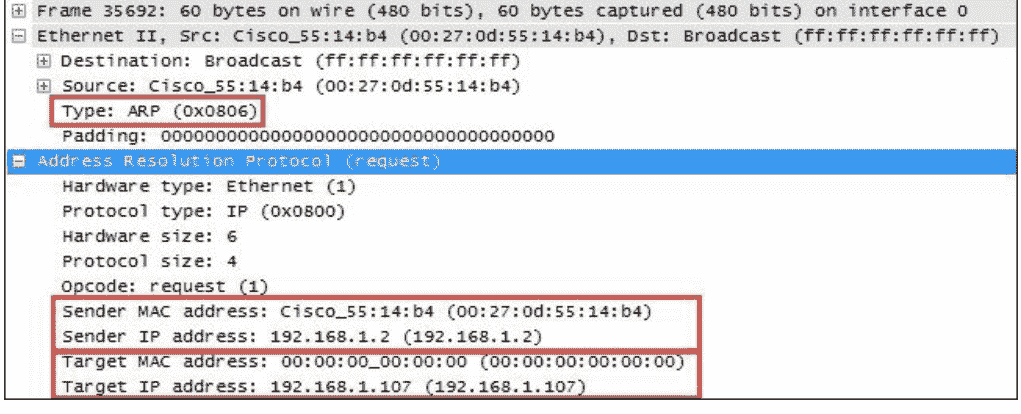 Frame 35692: 60 bytes on wire (480 bits), 60 bytes captured (480 bits) on interface 0
Ethernet II, Src: Cisco_55:14:b4 (00:27:0d:55:14:b4), Dst: Broadcast (ff:ff:ff:ff:ff:ff)
Destination: Broadcast (ff:ff:ff:ff:ff:ff)
Source: Cisco_55:14:b4 (00:27:0d:55:14:b4)
Type: ARP (0x0806)
Padding: 000000000000000000000000000000000000
Address Resolution Protocol (request)
Hardware type: Ethernet (1)
Protocol type: IP (0x0800)
Hardware size: 6
Protocol size: 4
Opcode: request (1)
Sender MAC address: Cisco_55:14:b4 (00:27:0d:55:14:b4)
Sender IP address: 192.168.1.2 (192.168.1.2)
Target MAC address: 00:00:00_00:00:00 (00:00:00:00:00:00)
Target IP address: 192.168.1.107 (192.168.1.107)